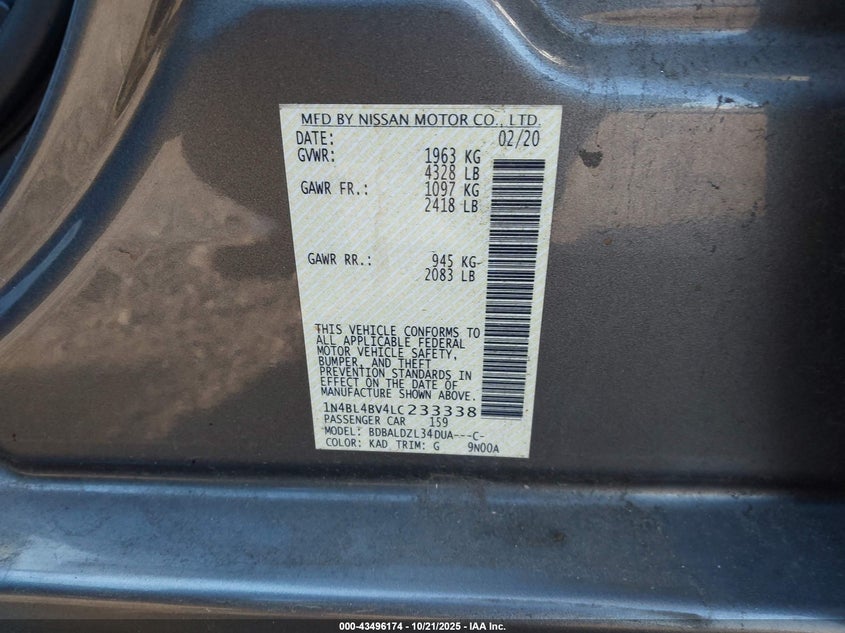 MFD BY NISSAN MOTOR CO., LTD.
DATE: 02/20
GVWR: 1963 KG
4328 LB
GAWR FR.: 1097 KG
2418 LB
GAWR RR.: 945 KG
2083 LB
THIS VEHICLE CONFORMS TO
ALL APPLICABLE FEDERAL
MOTOR VEHICLE SAFETY,
BUMPER, AND THEFT
PREVENTION STANDARDS IN
EFFECT ON THE DATE OF
MANUFACTURE SHOWN ABOVE.
1N4BL4BV4LC233338
PASSENGER CAR 159
MODEL: BDBALDZL34DUA---C-
COLOR: KAD TRIM: G 9N00A
000-43496174 - 10/21/2025 - IAA Inc.